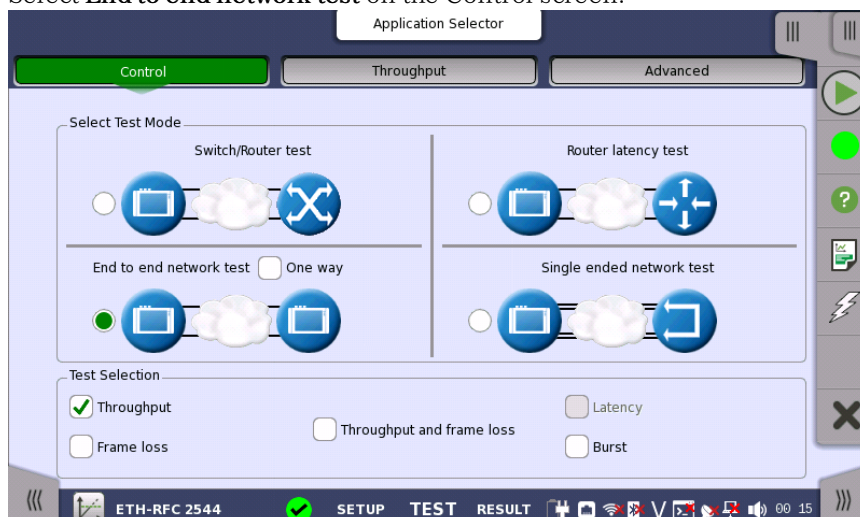 Select End to end network test on the Control screen.
Application Selector
Control Throughput Advanced
Select Test Mode
Switch/Router test Router latency test
End to end network test One way Single ended network test
Test Selection
Throughput Latency
Throughput and frame loss
Frame loss Burst
ETH-RFC 2544 SETUP TEST RESULT 00 15